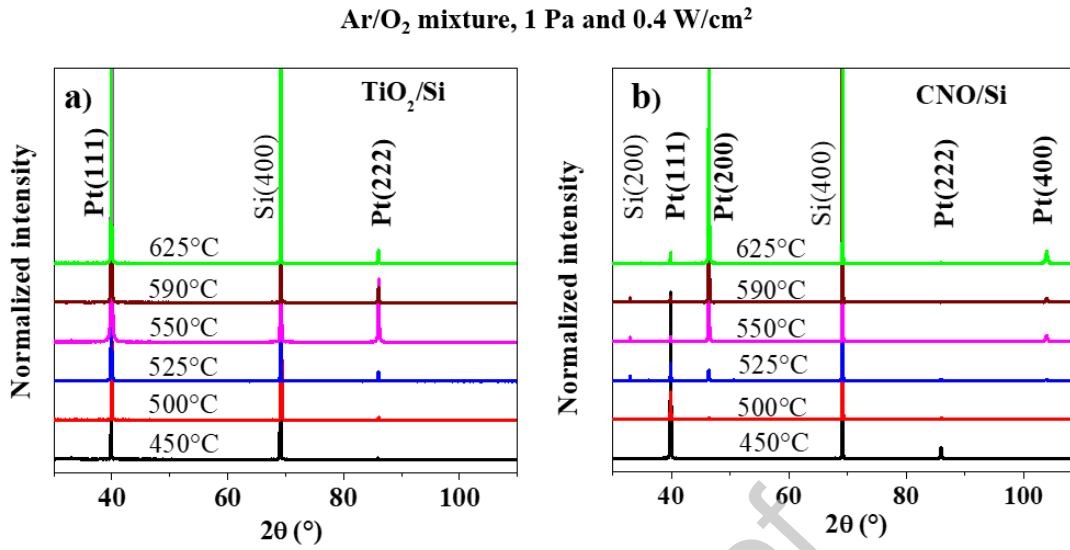 Ar/O₂ mixture, 1 Pa and 0.4 W/cm²
a)
TiO₂/Si
Pt(111)
Si(400)
Pt(222)
Normalized intensity
625°C
590°C
550°C
525°C
500°C
450°C
40 60 80 100
2θ (°)
b)
CNO/Si
Si(200)
Pt(111)
Pt(200)
Si(400)
Pt(222)
Pt(400)
Normalized intensity
625°C
590°C
550°C
525°C
500°C
450°C
40 60 80 100
2θ (°)